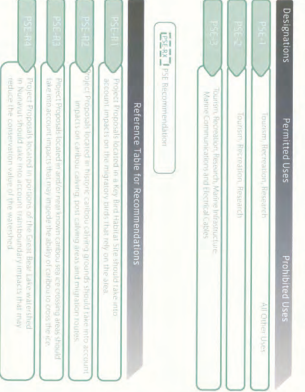 Designations
Permitted Uses
Prohibited Uses
PSE-1
Tourism, Recreation, Research
All Other Uses
PSE-2
Tourism, Recreation, Research
PSE-3
Tourism, Recreation, Research, Marine Infrastructure,
Marine Communications and Electrical Cables
PSE-R#
PSE Recommendation
Reference Table for Recommendations
PSE-R1
Project Proposals located in a Key Bird Habitat Site should take into
account impacts on the migratory birds that rely on the area.
PSE-R2
Project Proposals located in historic caribou calving grounds should take into account
impacts on caribou calving, post calving areas and migration routes.
PSE-R3
Project Proposals located in and/or near known caribou sea ice crossing areas should
take into account impacts that may impede the ability of caribou to cross the ice.
PSE-R4
Project Proposals located in portions of the Great Bear Lake watershed
in Nunavut should take into account transboundary impacts that may
reduce the conservation value of the watershed.